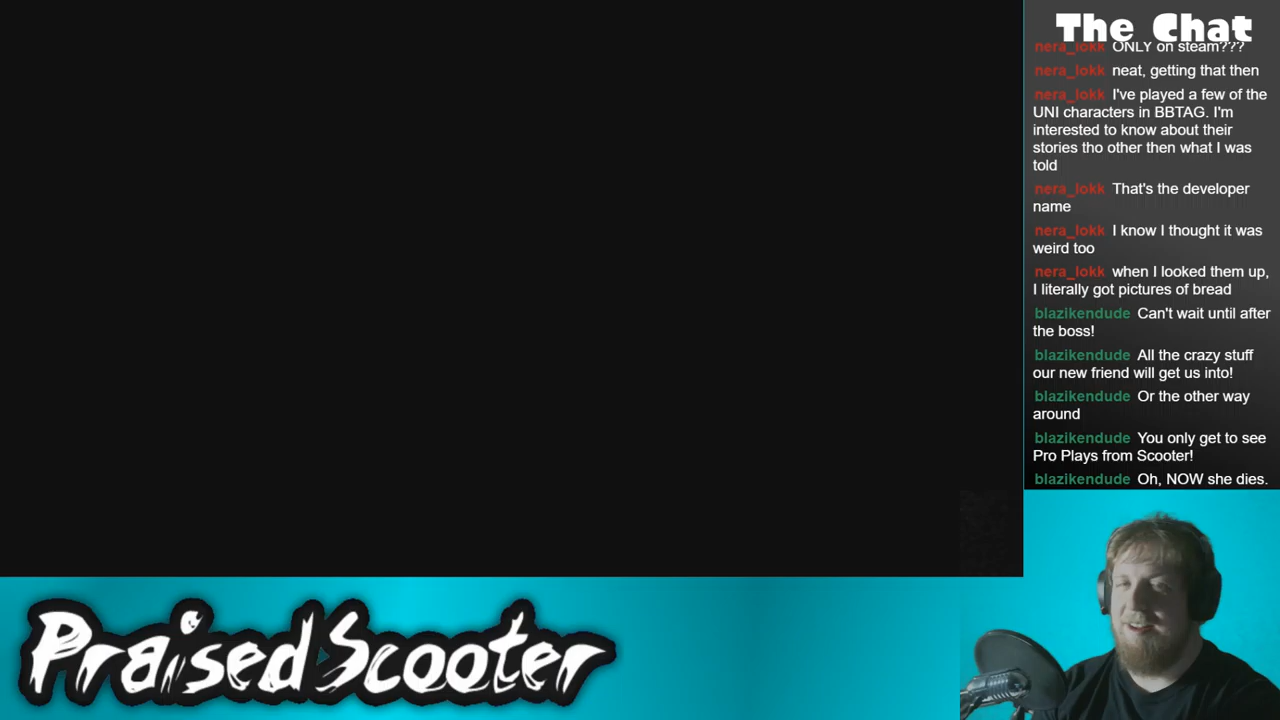 The Chat
nera_lokk ONLY on steam???
nera_lokk neat, getting that then
nera_lokk I've played a few of the
UNI characters in BBTAG. I'm
interested to know about their
stories tho other then what I was
told
nera_lokk That's the developer
name
nera_lokk I know I thought it was
weird too
nera_lokk when I looked them up,
I literally got pictures of bread
blazikendude Can't wait until after
the boss!
blazikendude All the crazy stuff
our new friend will get us into!
blazikendude Or the other way
around
blazikendude You only get to see
Pro Plays from Scooter!
blazikendude Oh, NOW she dies.
PraisedScooter